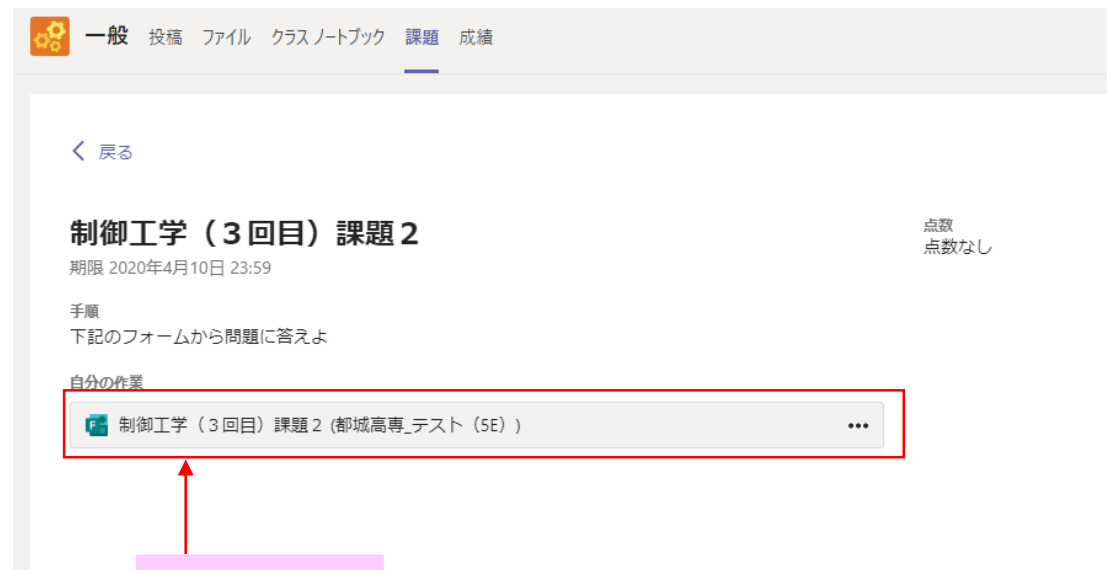 一般 投稿 ファイル クラス ノートブック 課題 成績
戻る
制御工学（３回目）課題２
点数
点数なし
期限 2020年4月10日 23:59
手順
下記のフォームから問題に答えよ
自分の作業
制御工学（３回目）課題２ (都城高専_テスト（5E）)